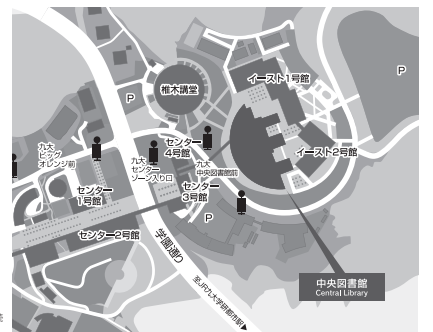 イースト1号館
P
椎木講堂
P
センター
4号館
九大
ビッグ
オレンジ前
九大
センター
ゾーン入り口
九大
中央図書館前
イースト2号館
センター
1号館
センター
3号館
P
センター2号館
学園通り
中央図書館
Central Library
至JR九大学研都市駅